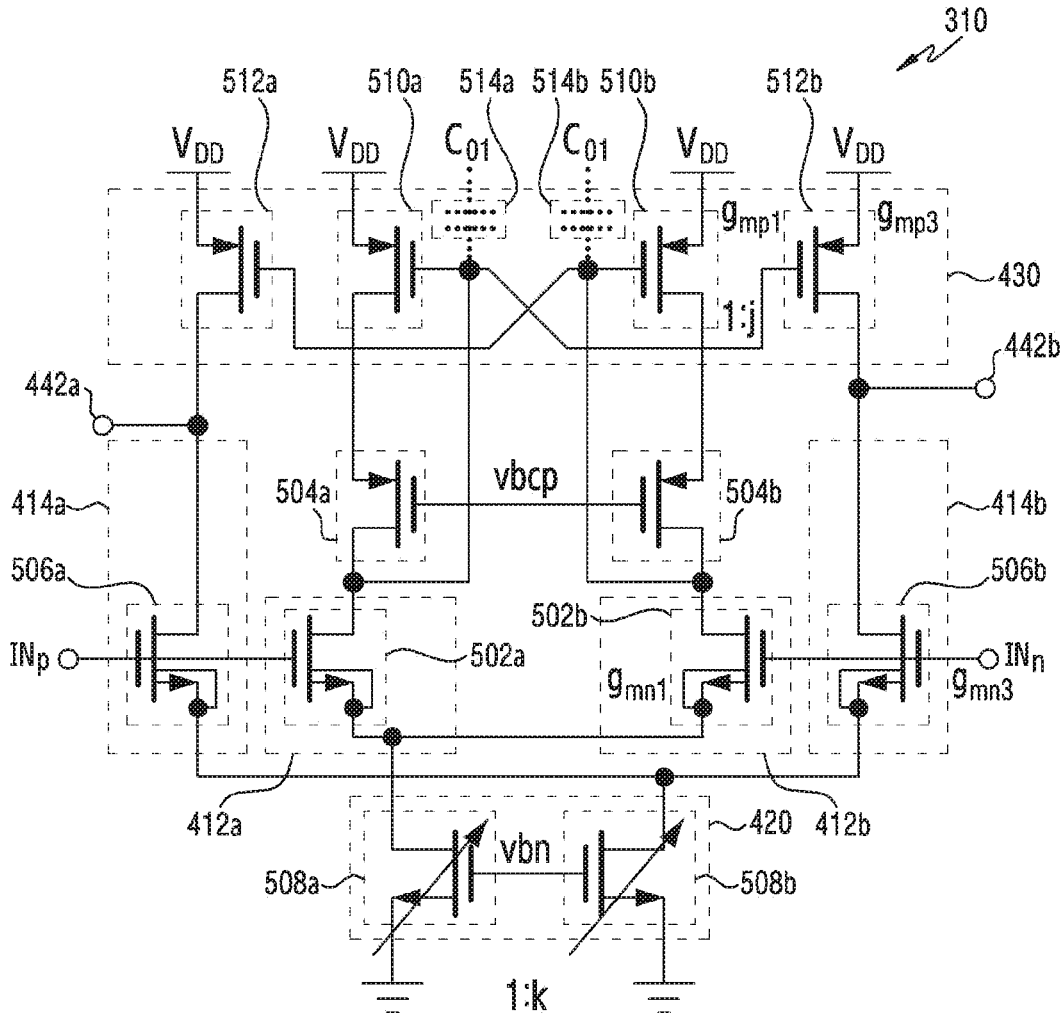 310
512a 510a 514a 514b 510b 512b
VDD VDD C01 C01 VDD VDD
gmp1 gmp3
430
1:j
442a 442b
414a 504a vbcp 504b 414b
506a 502b 506b
INp 502a gmn1 gmn3 INn
412a 420 412b
508a vbn 508b
1:k